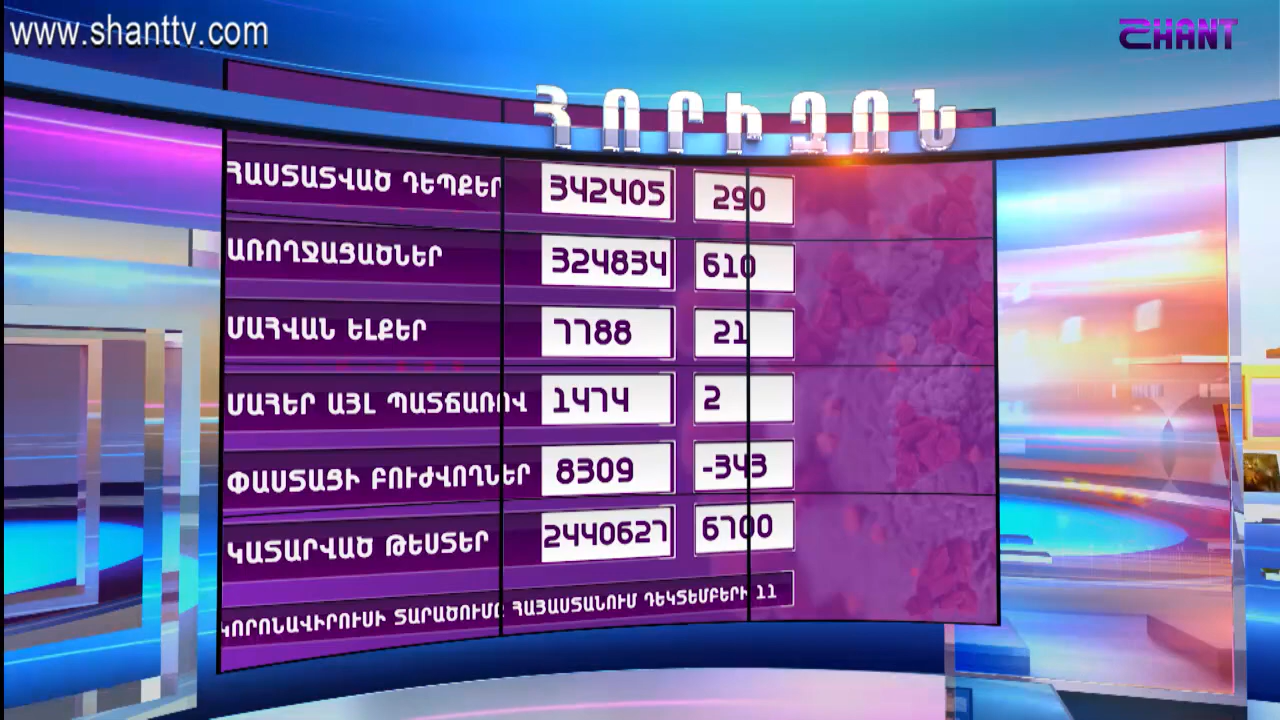 www.shanttv.com
SHANT
ՀՈՐԻԶՈՆ
ՀԱՍՏԱՏՎԱԾ ԴԵՊՔԵՐ 342405 290
ԱՌՈՂՋԱՑԱԾՆԵՐ 324834 610
ՄԱՀՎԱՆ ԵԼՔԵՐ 7788 21
ՄԱՀԵՐ ԱՅԼ ՊԱՏՃԱՌՈՎ 1474 2
ՓԱՍՏԱՑԻ ԲՈՒԺՎՈՂՆԵՐ 8309 -343
ԿԱՏԱՐՎԱԾ ԹԵՍՏԵՐ 2440627 6700
ԿՈՐՈՆԱՎԻՐՈՒՍԻ ՏԱՐԱԾՈՒՄԸ ՀԱՅԱՍՏԱՆՈՒՄ ԴԵԿՏԵՄԲԵՐԻ 11